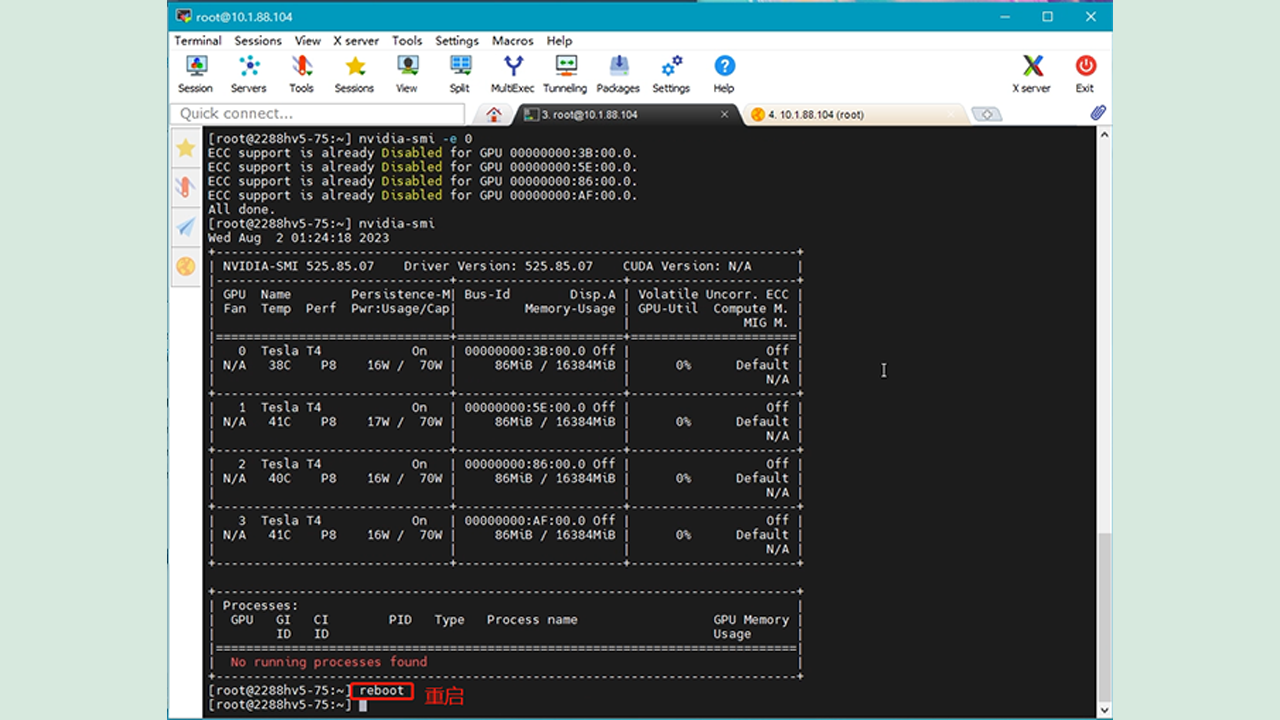 root@10.1.88.104
Terminal Sessions View X server Tools Settings Macros Help
Session Servers Tools Sessions View Split MultiExec Tunneling Packages Settings Help X server Exit
Quick connect...
3. root@10.1.88.104
4. 10.1.88.104 (root)
[root@2288hv5-75:~] nvidia-smi -e 0
ECC support is already Disabled for GPU 00000000:3B:00.0.
ECC support is already Disabled for GPU 00000000:5E:00.0.
ECC support is already Disabled for GPU 00000000:86:00.0.
ECC support is already Disabled for GPU 00000000:AF:00.0.
All done.
[root@2288hv5-75:~] nvidia-smi
Wed Aug  2 01:24:18 2023
NVIDIA-SMI 525.85.07    Driver Version: 525.85.07    CUDA Version: N/A
GPU  Name        Persistence-M| Bus-Id        Disp.A | Volatile Uncorr. ECC |
Fan  Temp  Perf  Pwr:Usage/Cap|         Memory-Usage | GPU-Util  Compute M. |
MIG M. |
0  Tesla T4            On  | 00000000:3B:00.0 Off |                  Off |
N/A   38C    P8    16W /  70W |     86MiB / 16384MiB |      0%      Default |
N/A |
1  Tesla T4            On  | 00000000:5E:00.0 Off |                  Off |
N/A   41C    P8    17W /  70W |     86MiB / 16384MiB |      0%      Default |
N/A |
2  Tesla T4            On  | 00000000:86:00.0 Off |                  Off |
N/A   40C    P8    16W /  70W |     86MiB / 16384MiB |      0%      Default |
N/A |
3  Tesla T4            On  | 00000000:AF:00.0 Off |                  Off |
N/A   41C    P8    16W /  70W |     86MiB / 16384MiB |      0%      Default |
N/A |
Processes:
GPU   GI   CI        PID   Type   Process name                  GPU Memory |
ID   ID                                                   Usage      |
No running processes found
[root@2288hv5-75:~] reboot 重启
[root@2288hv5-75:~]